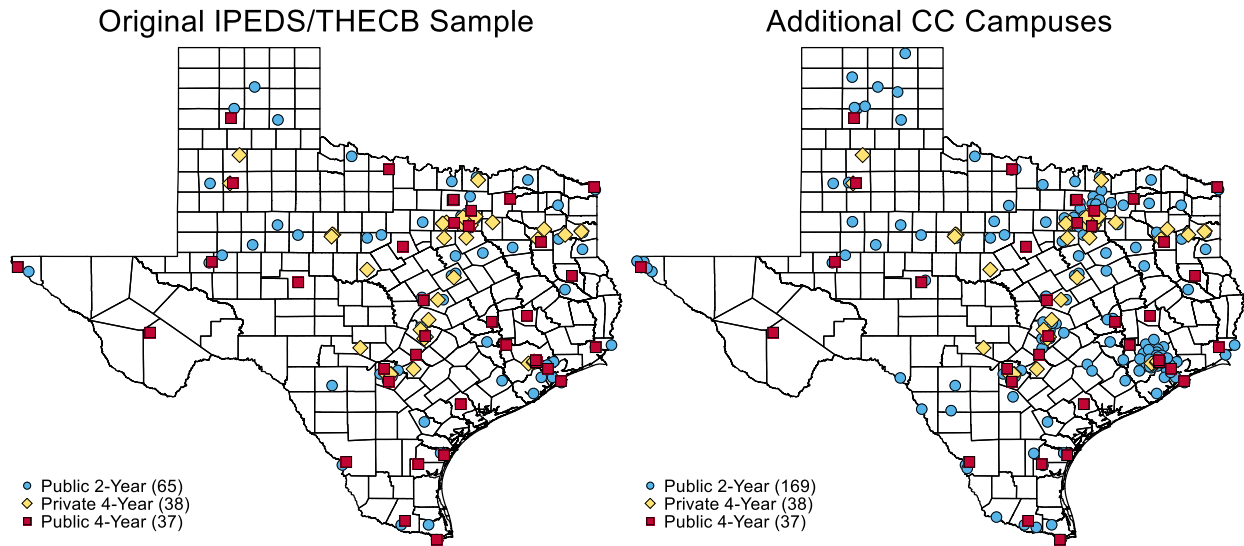 Original IPEDS/THECB Sample
Public 2-Year (65)
Private 4-Year (38)
Public 4-Year (37)
Additional CC Campuses
Public 2-Year (169)
Private 4-Year (38)
Public 4-Year (37)